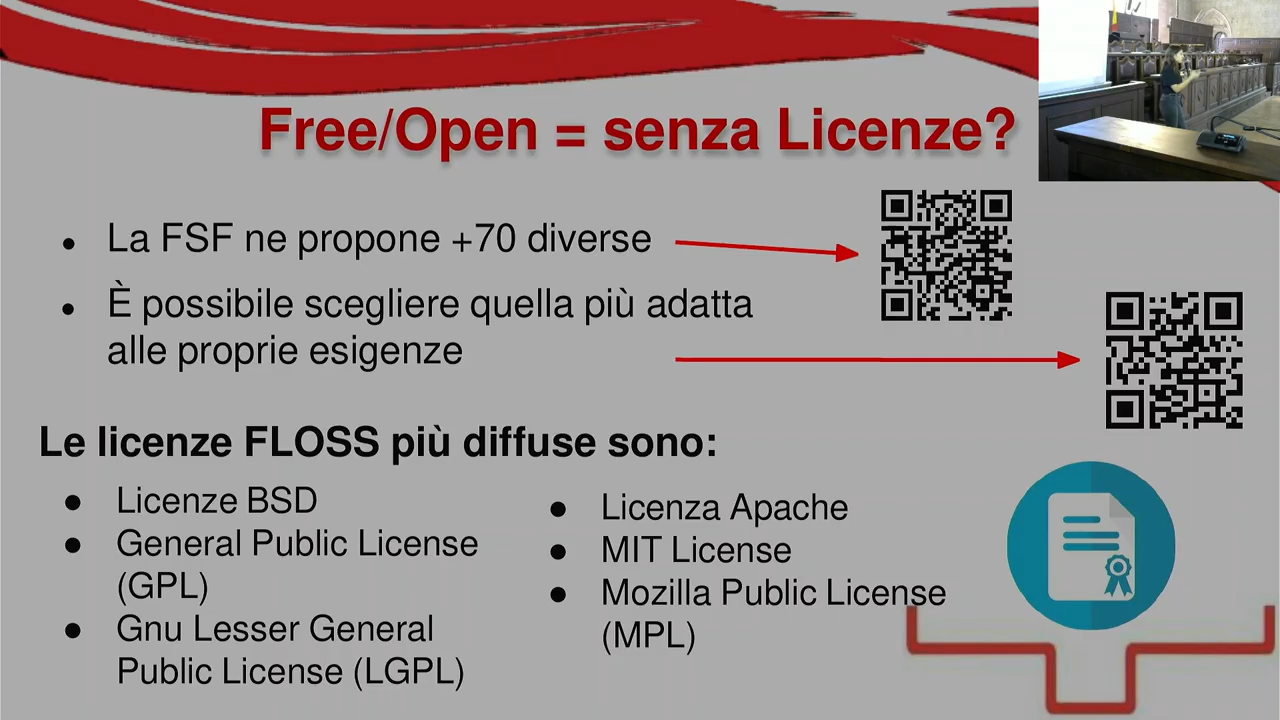 Free/Open = senza Licenze?
La FSF ne propone +70 diverse
È possibile scegliere quella più adatta
alle proprie esigenze
Le licenze FLOSS più diffuse sono:
Licenze BSD
General Public License
(GPL)
Gnu Lesser General
Public License (LGPL)
Licenza Apache
MIT License
Mozilla Public License
(MPL)